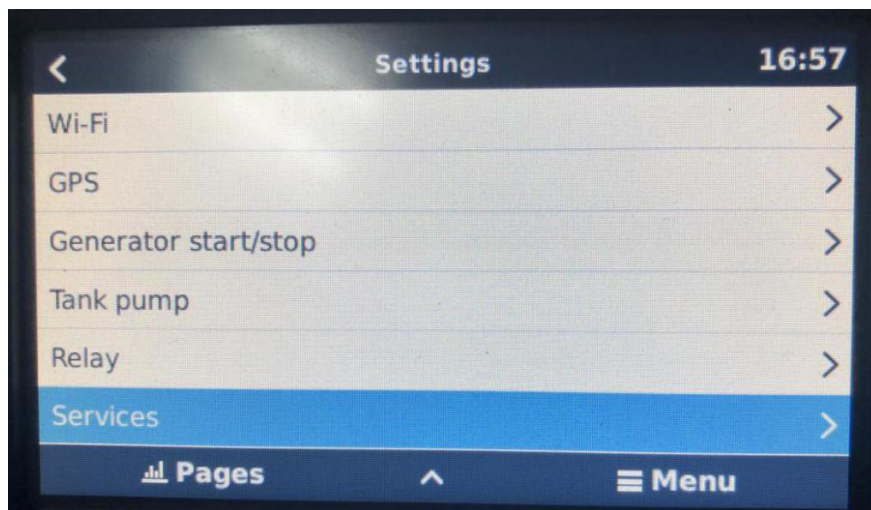 Settings 16:57
Wi-Fi
GPS
Generator start/stop
Tank pump
Relay
Services
Pages Menu